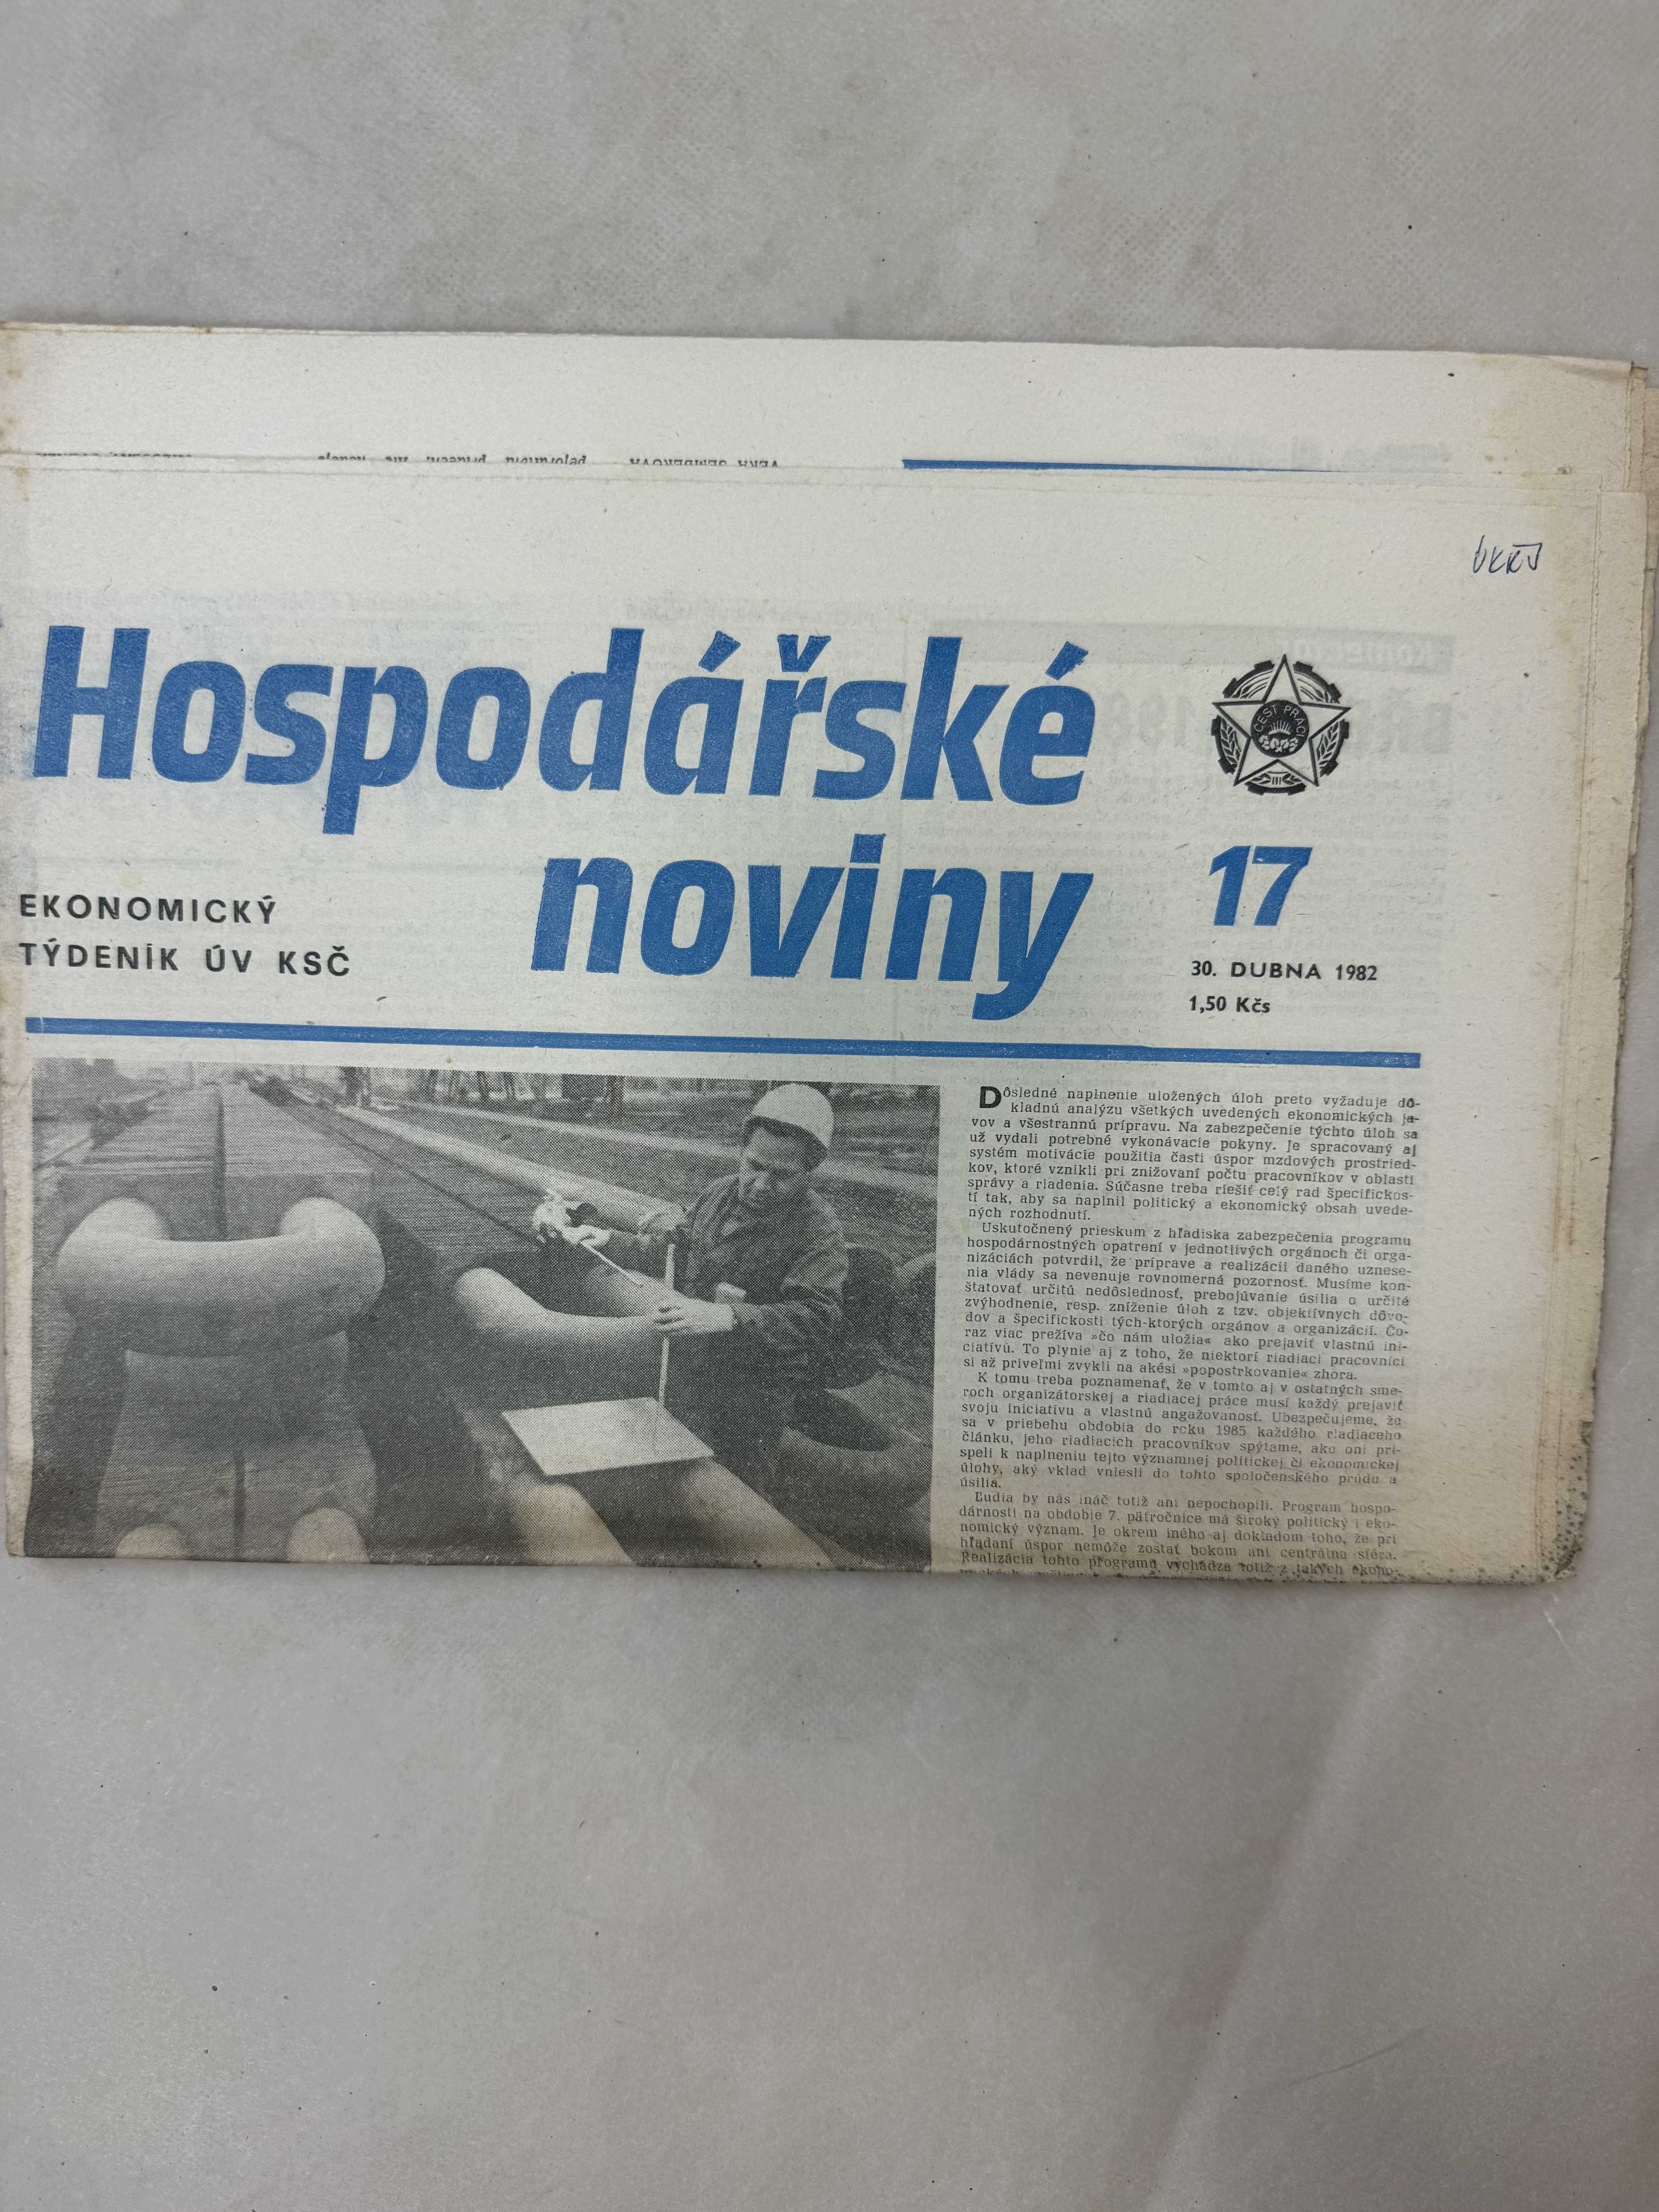 VERA SEMBEROVÁ
Hospodářské
noviny
EKONOMICKÝ
TÝDENÍK ÚV KSČ
ČEST PRÁCI
17
30. DUBNA 1982
1,50 Kčs
Dôsledné naplnenie uložených úloh preto vyžaduje dô-
kladnú analýzu všetkých uvedených ekonomických ja-
vov a všestrannú prípravu. Na zabezpečenie týchto úloh sa
už vydali potrebné vykonávacie pokyny. Je spracovaný aj
systém motivácie použitia časti úspor mzdových prostried-
kov, ktoré vznikli pri znižovaní počtu pracovníkov v oblasti
správy a riadenia. Súčasne treba riešiť celý rad špecifickos-
tí tak, aby sa naplnil politický a ekonomický obsah uvede-
ných rozhodnutí.
Uskutočnený prieskum z hľadiska zabezpečenia programu
hospodárnostných opatrení v jednotlivých orgánoch či orga-
nizáciách potvrdil, že príprave a realizácii daného uznese-
nia vlády sa nevenuje rovnomerná pozornosť. Musíme kon-
štatovať určitú nedôslednosť, prebojúvanie úsilia o určité
zvýhodnenie, resp. zníženie úloh z tzv. objektívnych dôvo-
dov a špecifickosti tých-ktorých orgánov a organizácií. Čo-
raz viac prežíva »čo nám uložia« ako prejaviť vlastnú ini-
ciatívu. To plynie aj z toho, že niektorí riadiaci pracovníci
si až priveľmi zvykli na akési »popostrkovanie« zhora.
K tomu treba poznamenať, že v tomto aj v ostatných sme-
roch organizátorskej a riadiacej práce musí každý prejaviť
svoju iniciatívu a vlastnú angažovanosť. Ubezpečujeme, že
sa v priebehu obdobia do roku 1985 každého riadiaceho
článku, jeho riadiacich pracovníkov spýtame, ako oni pri-
speli k naplneniu tejto významnej politickej či ekonomickej
úlohy, aký vklad vniesli do tohto spoločenského prúdu a
úsilia.
Ľudia by nás ináč totiž ani nepochopili. Program hospo-
dárnosti na obdobie 7. päťročnice má široký politický i eko-
nomický význam. Je okrem iného aj dokladom toho, že pri
hľadaní úspor nemôže zostať bokom ani centrálna sféra.
Realizácia tohto programu vychádza totiž z takých ekono-